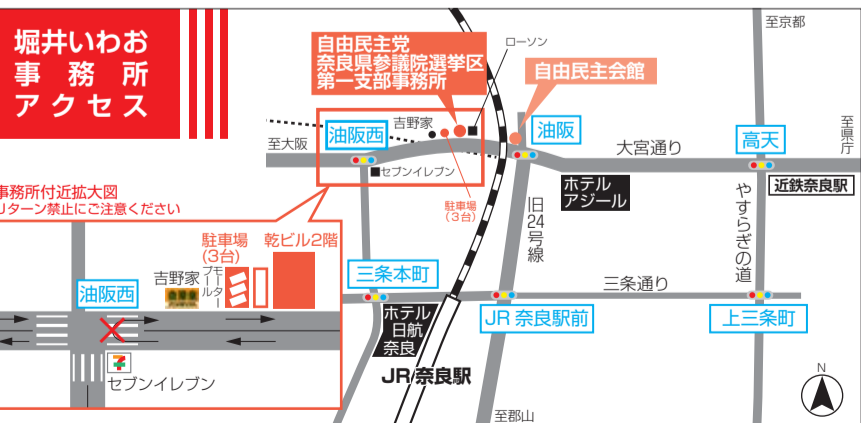 堀井いわお
事務所
アクセス
自由民主党
奈良県参議院選挙区
第一支部事務所
ローソン
自由民主会館
至京都
至大阪
油阪西
吉野家
油阪
大宮通り
高天
至県庁
セブンイレブン
駐車場
(3台)
ホテル
アジール
近鉄奈良駅
旧24号線
やすらぎの道
事務所付近拡大図
リターン禁止にご注意ください
駐車場
(3台)
乾ビル2階
吉野家
モーター
プール
油阪西
セブンイレブン
三条本町
三条通り
ホテル
日航
奈良
JR奈良駅前
上三条町
JR奈良駅
至郡山
N